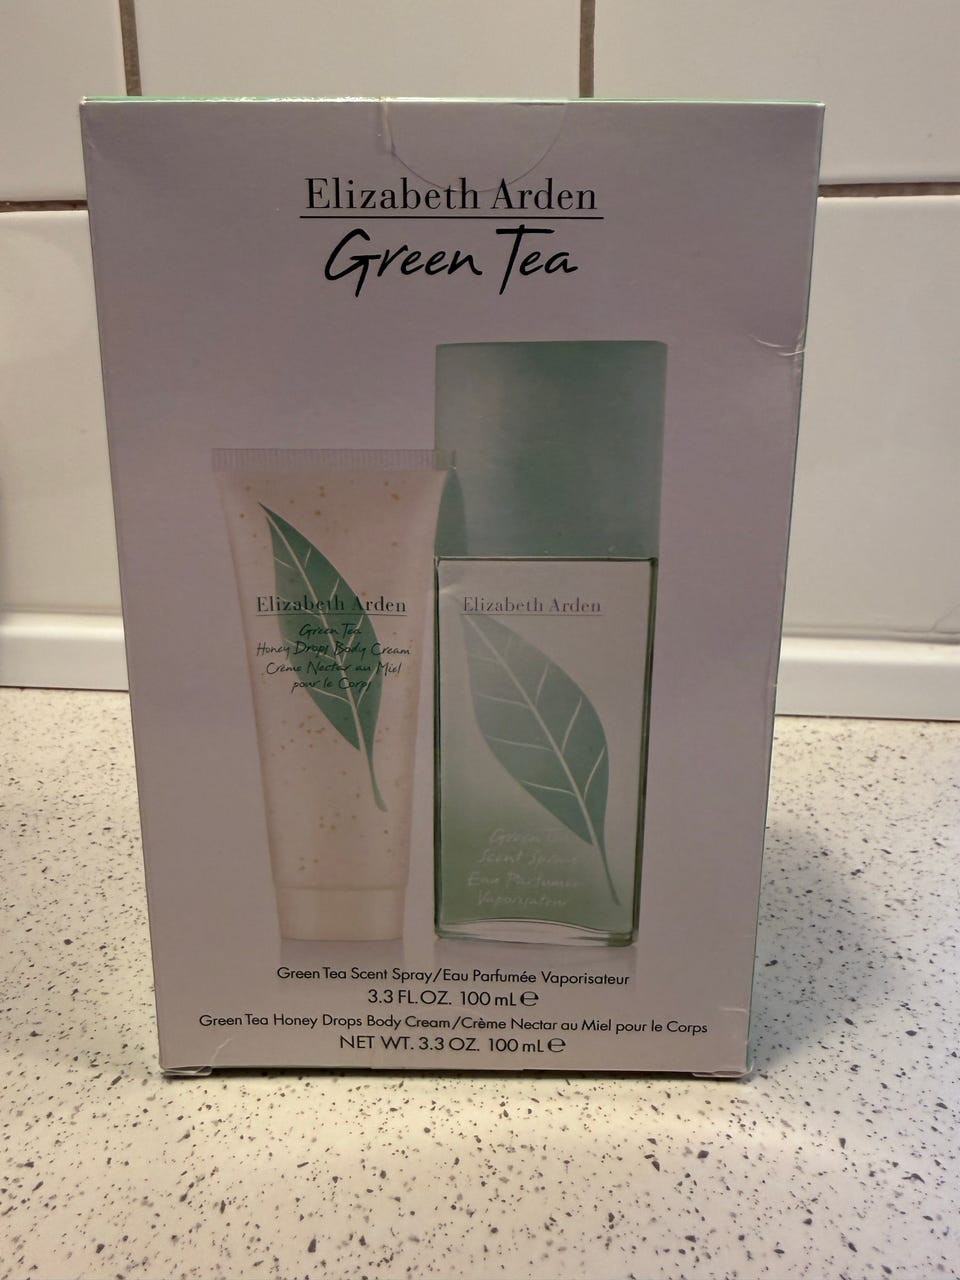 Elizabeth Arden
Green Tea
Elizabeth Arden
Green Tea
Honey Drops Body Cream
Crème Nectar au Miel
pour le Corps
Elizabeth Arden
Green Tea
Scent Spray
Eau Parfumée
Vaporisateur
Green Tea Scent Spray/Eau Parfumée Vaporisateur
3.3 FL.OZ. 100 mL ℮
Green Tea Honey Drops Body Cream/Crème Nectar au Miel pour le Corps
NET WT. 3.3 OZ. 100 mL ℮